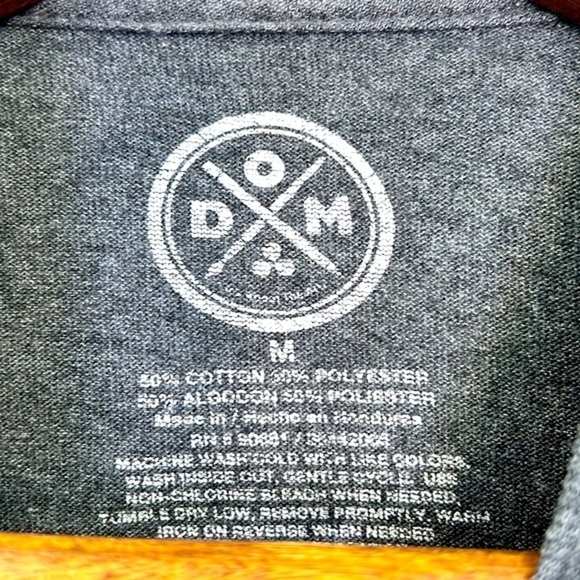 O
D M
M
50% COTTON 50% POLYESTER
50% ALGODON 50% POLIESTER
Made in / Hecho en Honduras
RN #
MACHINE WASH COLD WITH LIKE COLORS,
WASH INSIDE OUT, GENTLE CYCLE. USE
NON-CHLORINE BLEACH WHEN NEEDED,
TUMBLE DRY LOW, REMOVE PROMPTLY, WARM
IRON ON REVERSE WHEN NEEDED